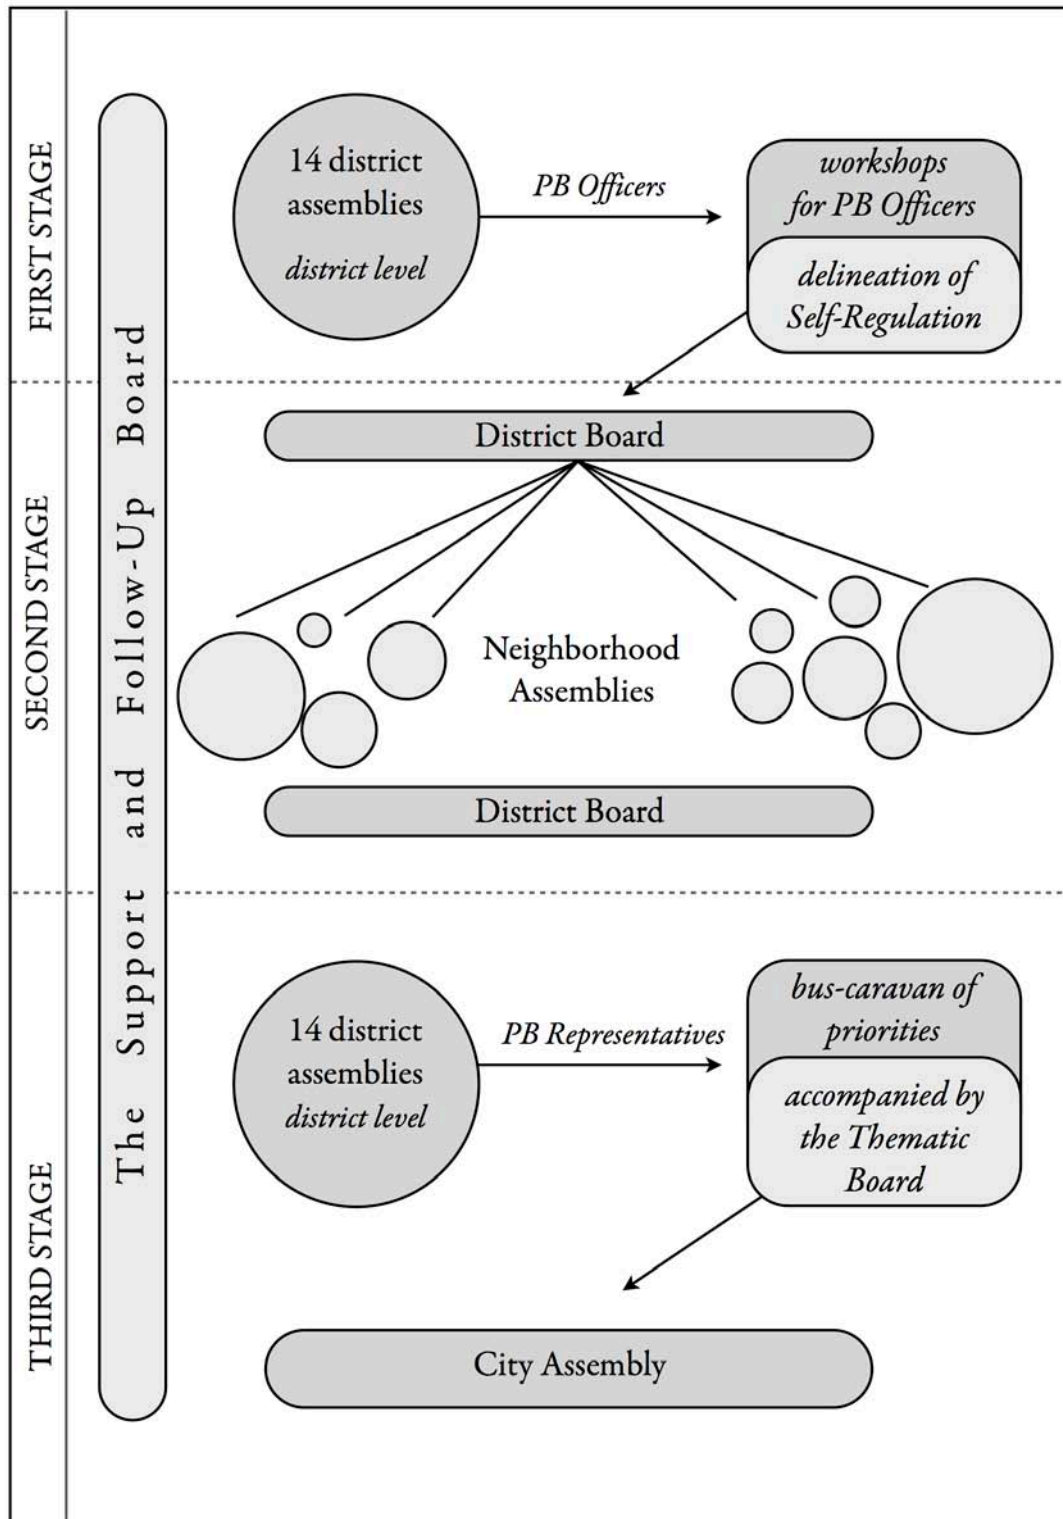 FIRST STAGE
SECOND STAGE
THIRD STAGE
The Support and Follow-Up Board
14 district
assemblies
district level
PB Officers
workshops
for PB Officers
delineation of
Self-Regulation
District Board
Neighborhood
Assemblies
District Board
14 district
assemblies
district level
PB Representatives
bus-caravan of
priorities
accompanied by
the Thematic
Board
City Assembly